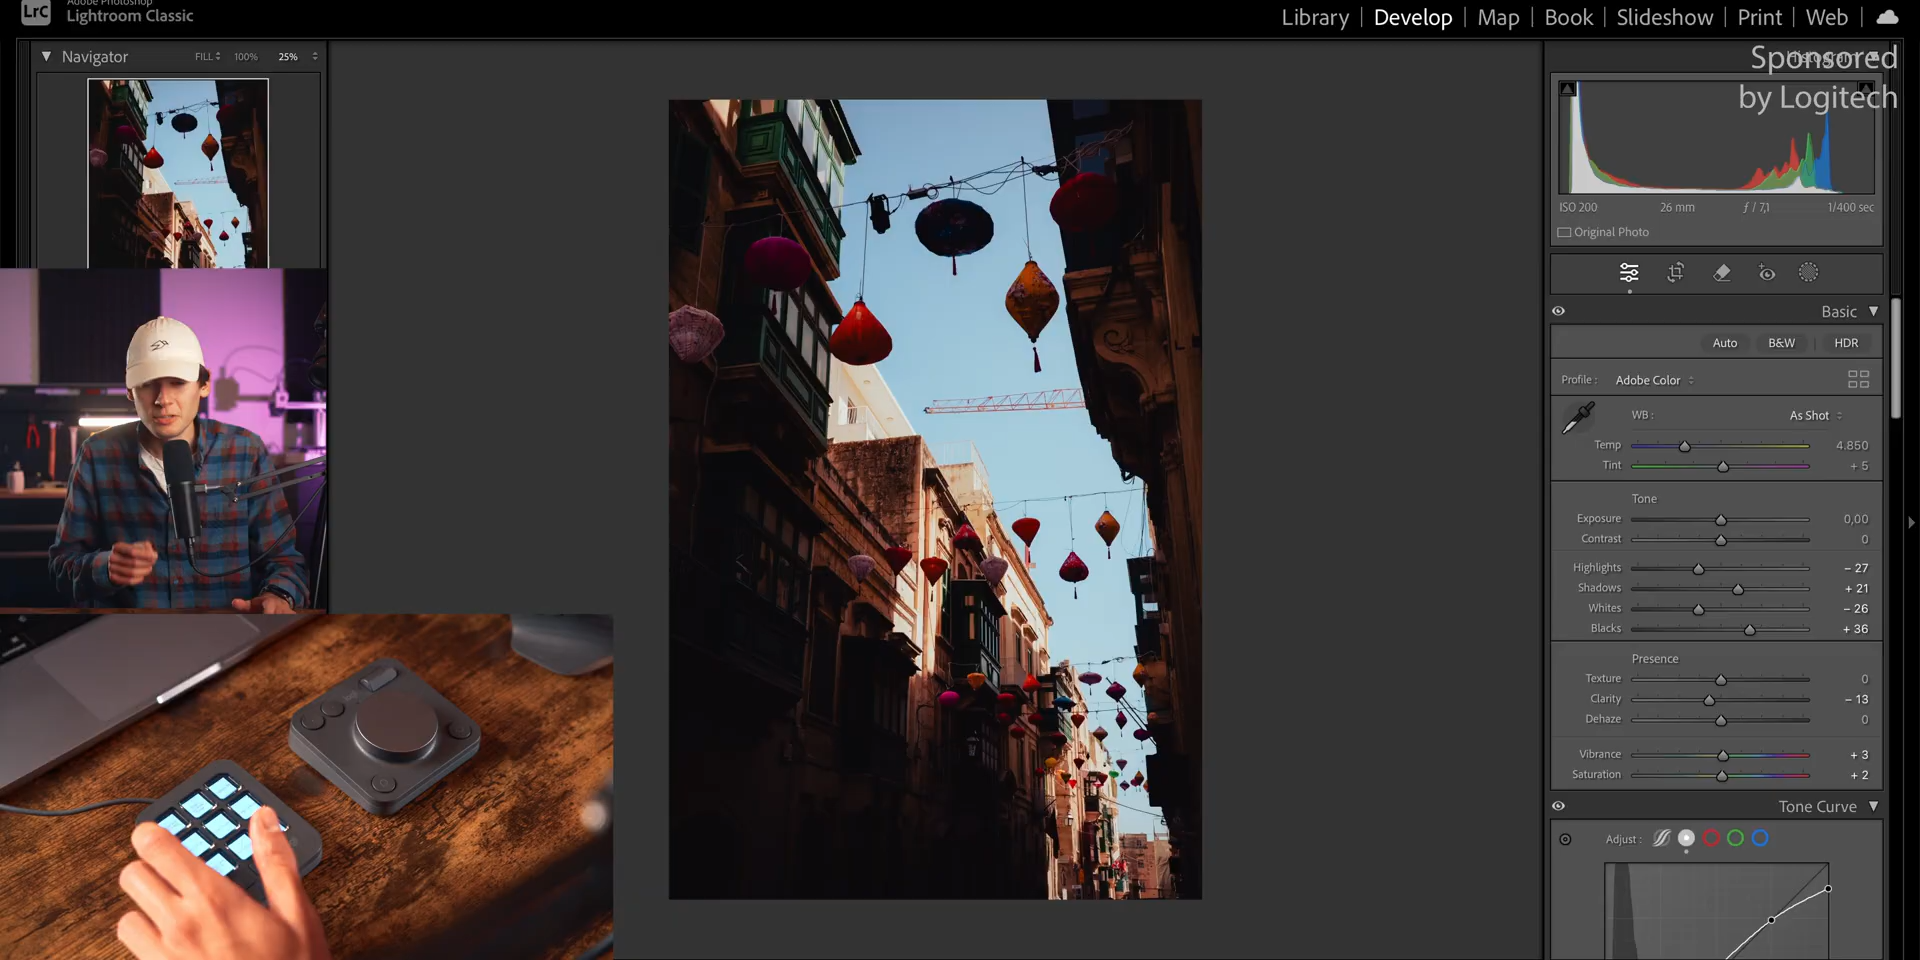 LrC
Adobe Photoshop
Lightroom Classic
Library | Develop | Map | Book | Slideshow | Print | Web
Navigator FILL 100% 25%
Sponsored
by Logitech
Histogram
ISO 200 26 mm ƒ / 7,1 1/400 sec
Original Photo
Basic
Auto B&W | HDR
Profile : Adobe Color
WB : As Shot
Temp 4.850
Tint + 5
Tone
Exposure 0,00
Contrast 0
Highlights − 27
Shadows + 21
Whites − 26
Blacks + 36
Presence
Texture 0
Clarity − 13
Dehaze 0
Vibrance + 3
Saturation + 2
Tone Curve
Adjust :